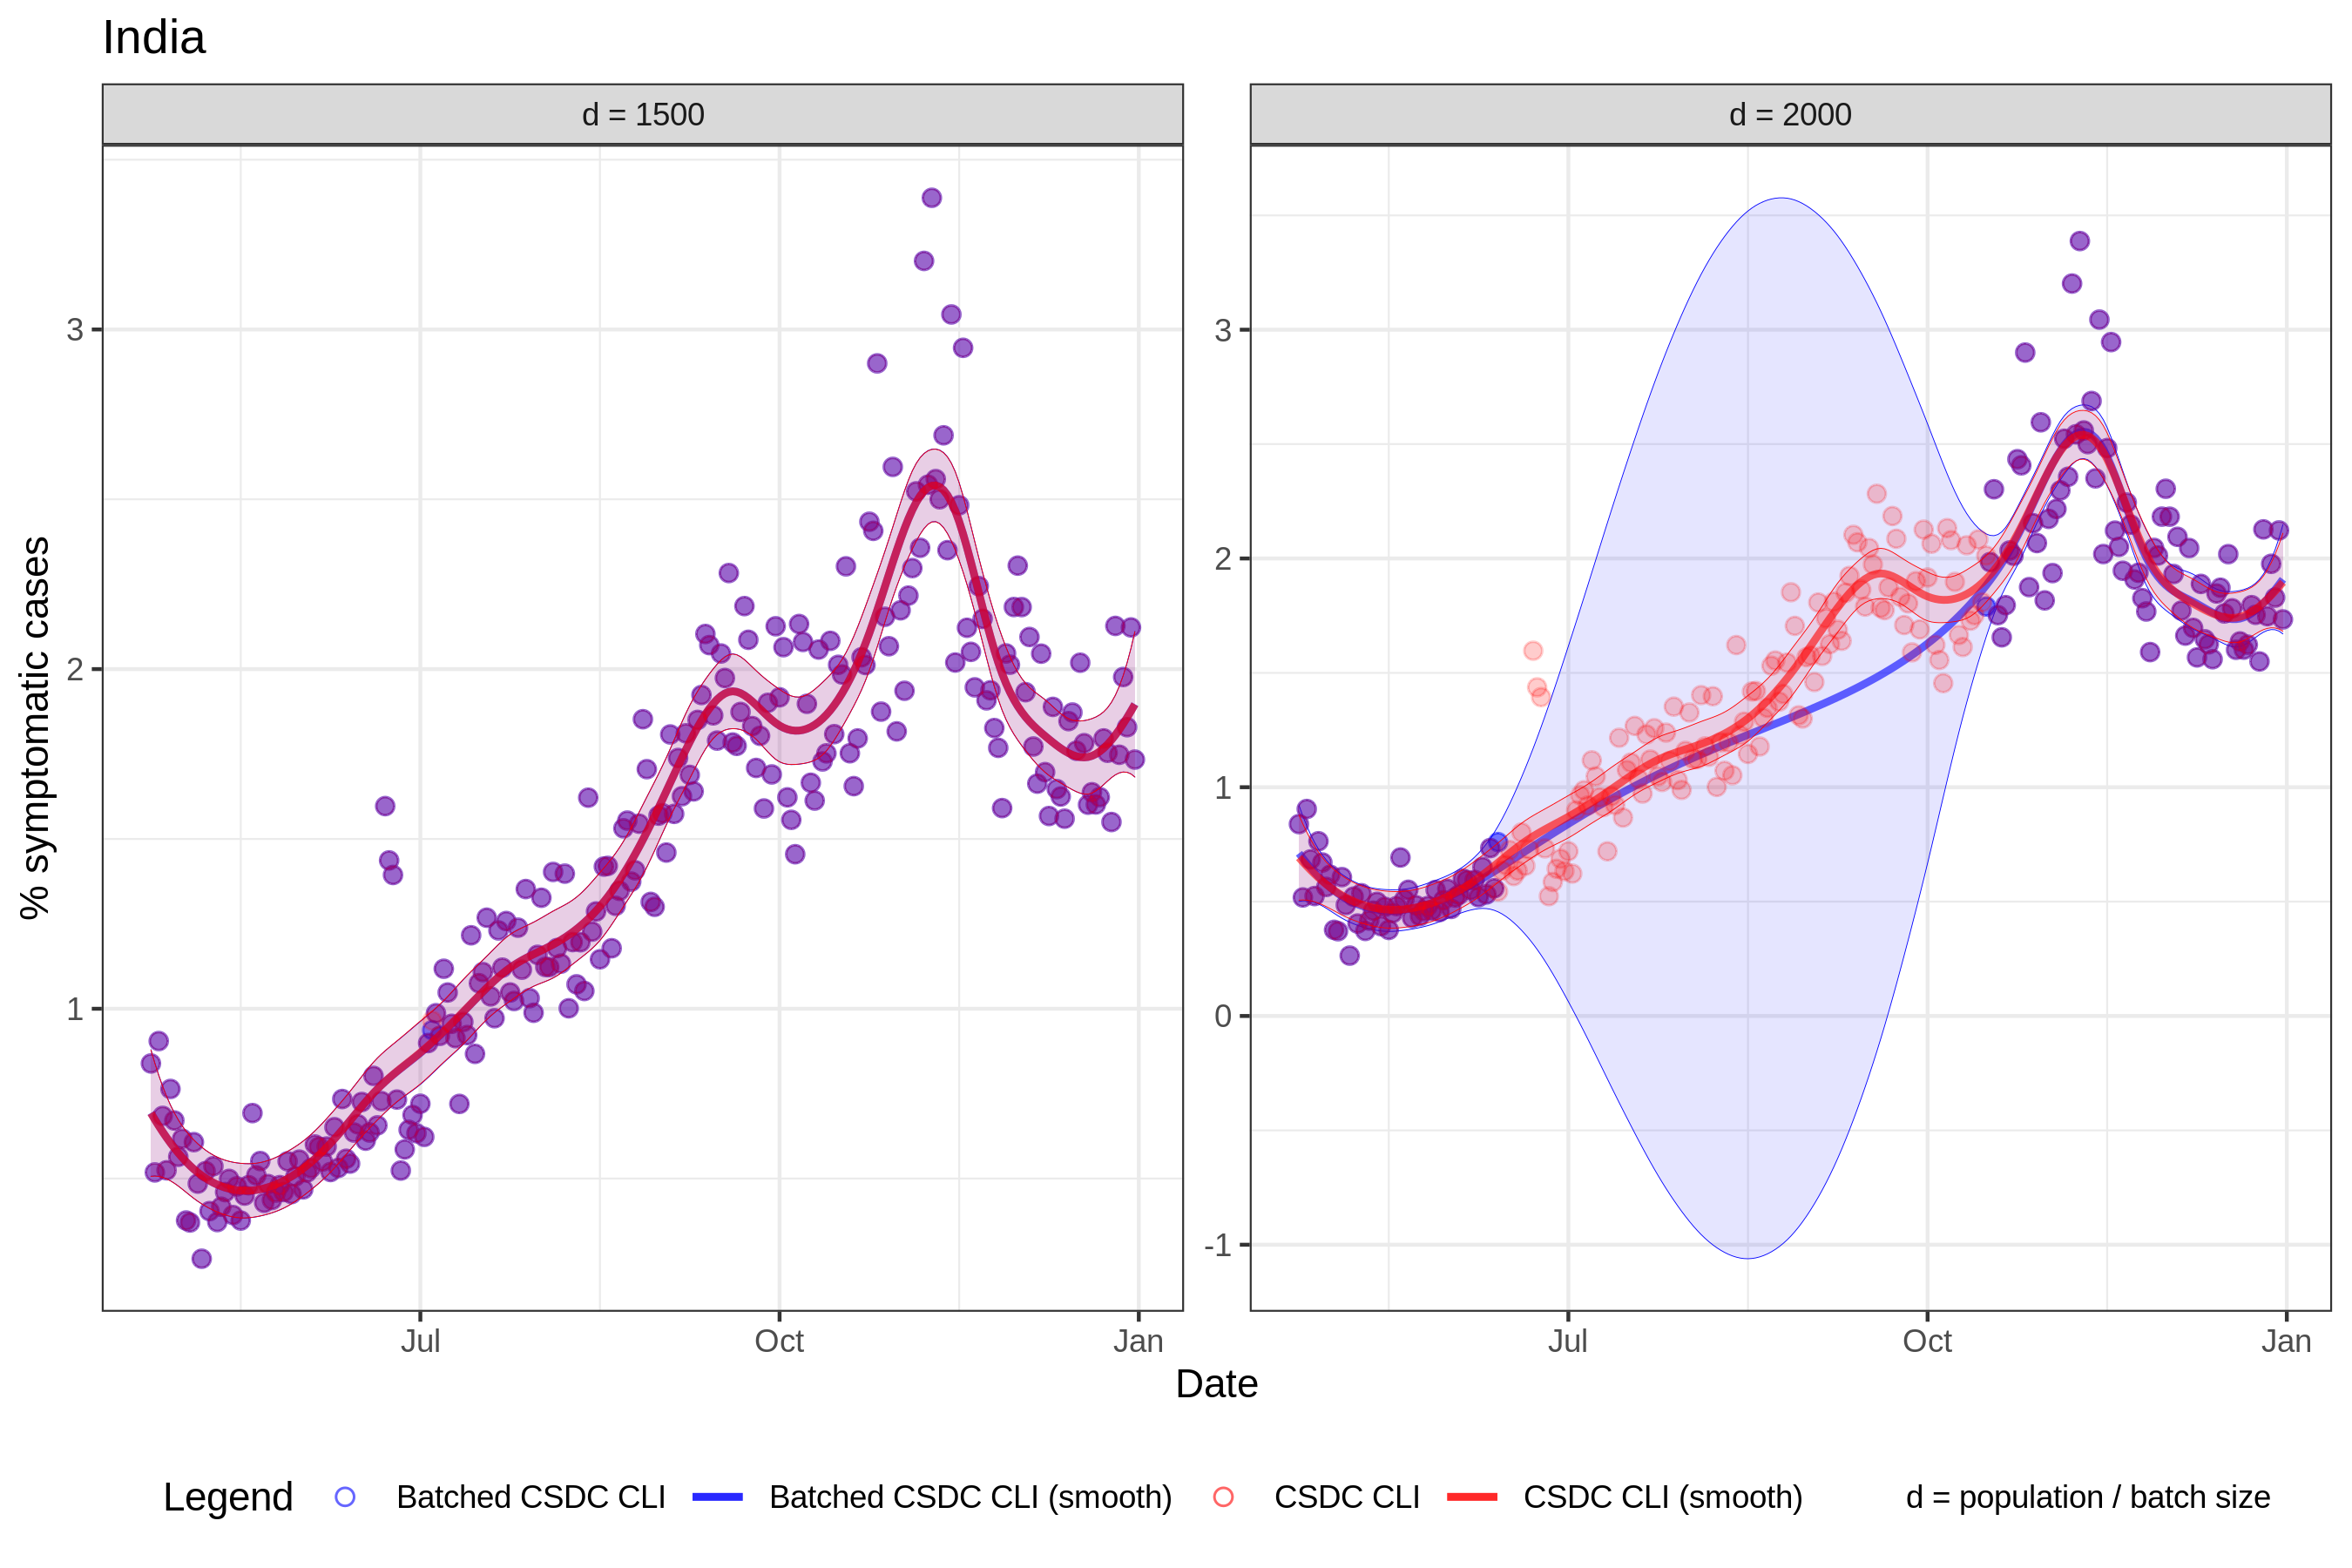 India
d = 1500
d = 2000
% symptomatic cases
3
2
1
3
2
1
0
-1
Jul
Oct
Jan
Jul
Oct
Jan
Date
Legend Batched CSDC CLI Batched CSDC CLI (smooth) CSDC CLI CSDC CLI (smooth) d = population / batch size